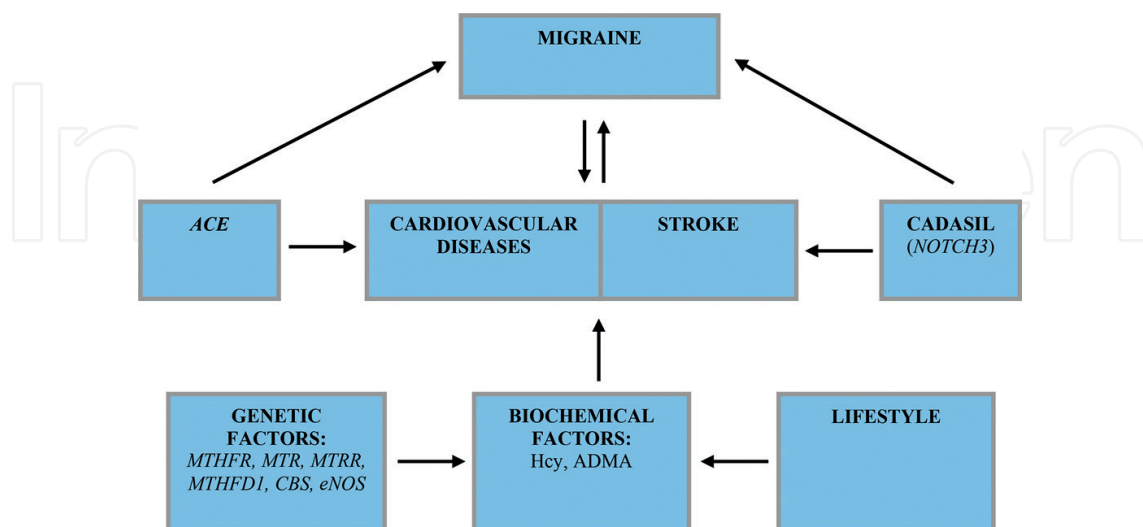 MIGRAINE
ACE
CARDIOVASCULAR
DISEASES
STROKE
CADASIL
(NOTCH3)
GENETIC
FACTORS:
MTHFR, MTR, MTRR,
MTHFD1, CBS, eNOS
BIOCHEMICAL
FACTORS:
Hcy, ADMA
LIFESTYLE